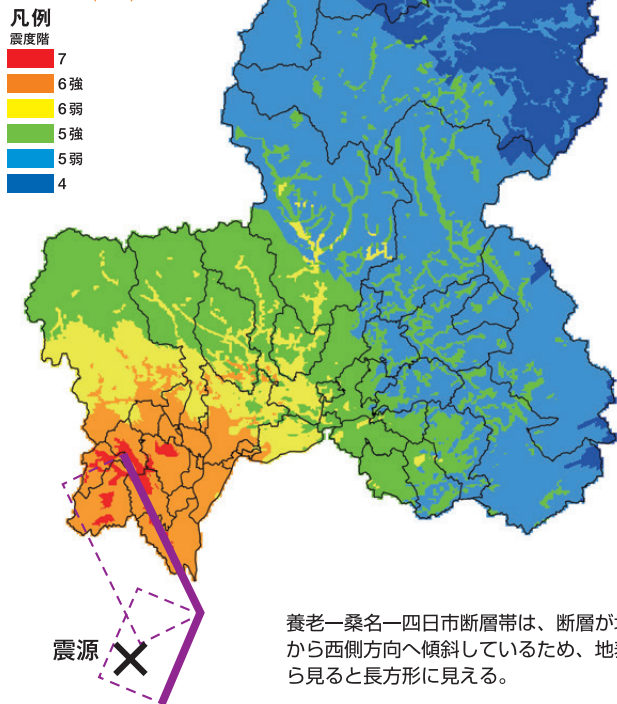 凡例
震度階
7
6強
6弱
5強
5弱
4
震源
養老ー桑名ー四日市断層帯は、断層が
から西側方向へ傾斜しているため、地
ら見ると長方形に見える。